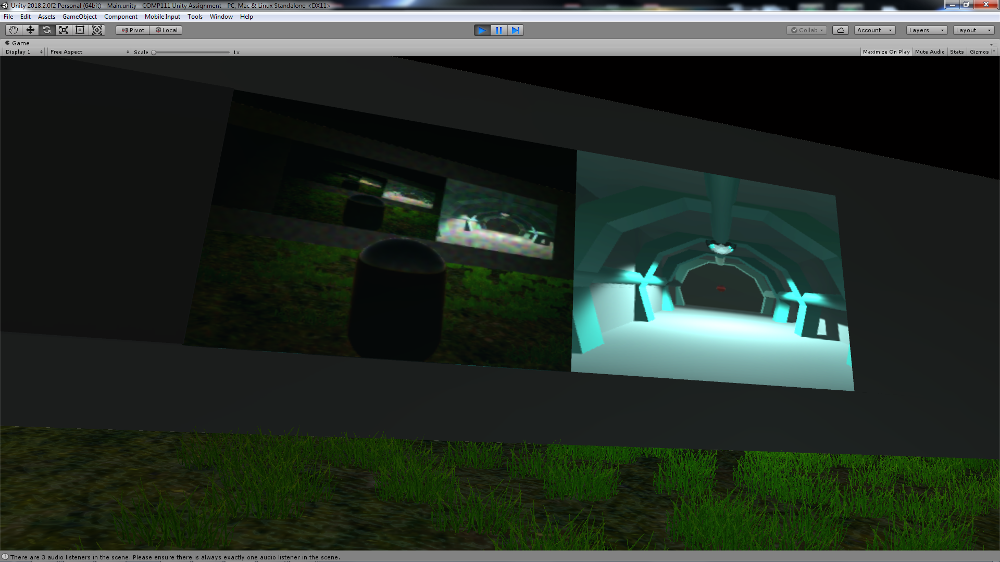 Unity 2018.2.0f2 Personal (64bit) - Main.unity - COMP111 Unity Assignment - PC, Mac & Linux Standalone <DX11>
File Edit Assets GameObject Component Mobile Input Tools Window Help
Pivot Local Collab Account Layers Layout
Game
Display 1 Free Aspect Scale 1x Maximize On Play Mute Audio Stats Gizmos
There are 3 audio listeners in the scene. Please ensure there is always exactly one audio listener in the scene.